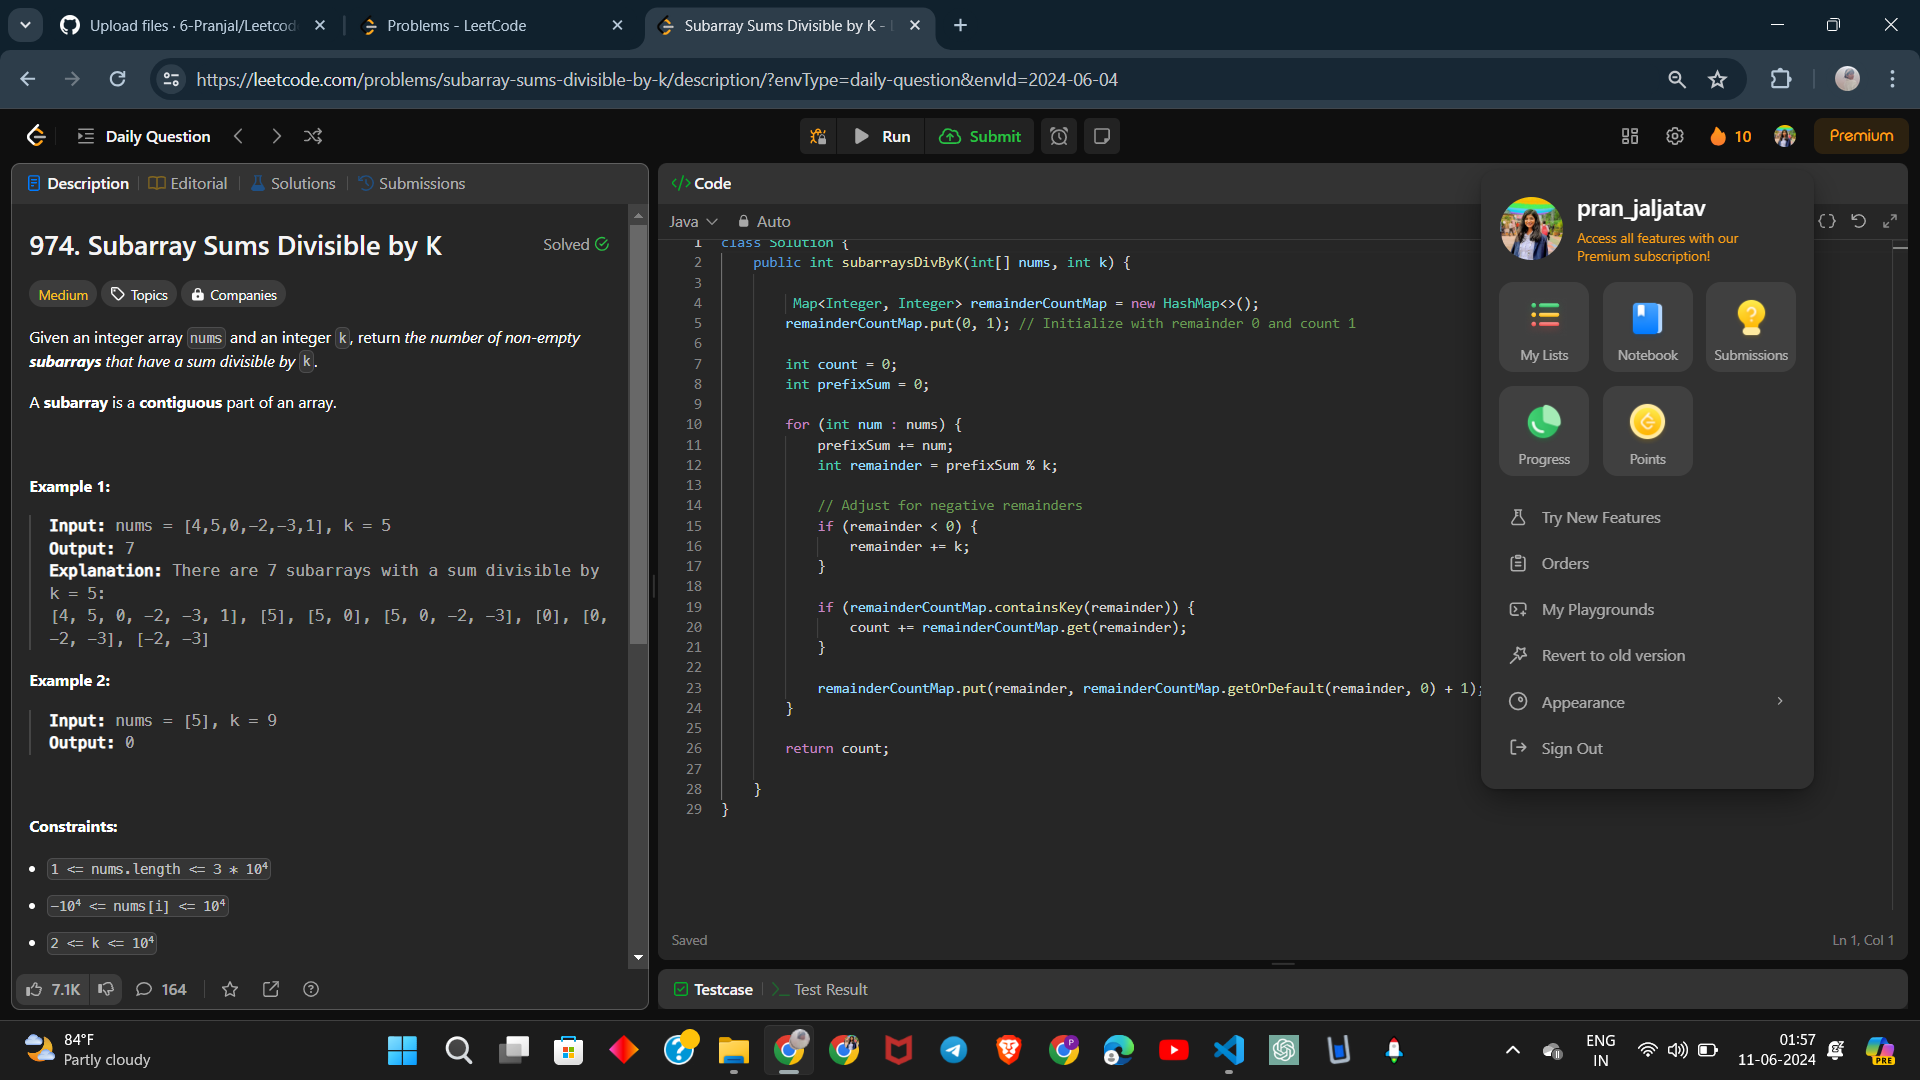 Upload files · 6-Pranjal/Leetcod
Problems - LeetCode
Subarray Sums Divisible by K -
https://leetcode.com/problems/subarray-sums-divisible-by-k/description/?envType=daily-question&envId=2024-06-04
Daily Question
Run
Submit
10
Premium
Description
Editorial
Solutions
Submissions
974. Subarray Sums Divisible by K
Solved
Medium
Topics
Companies
Given an integer array nums and an integer k, return the number of non-empty
subarrays that have a sum divisible by k.
A subarray is a contiguous part of an array.
Example 1:
Input: nums = [4,5,0,-2,-3,1], k = 5
Output: 7
Explanation: There are 7 subarrays with a sum divisible by
k = 5:
[4, 5, 0, -2, -3, 1], [5], [5, 0], [5, 0, -2, -3], [0], [0,
-2, -3], [-2, -3]
Example 2:
Input: nums = [5], k = 9
Output: 0
Constraints:
• 1 <= nums.length <= 3 * 10⁴
• -10⁴ <= nums[i] <= 10⁴
• 2 <= k <= 10⁴
7.1K
164
</> Code
Java
Auto
1 class Solution {
2 public int subarraysDivByK(int[] nums, int k) {
3
4 Map<Integer, Integer> remainderCountMap = new HashMap<>();
5 remainderCountMap.put(0, 1); // Initialize with remainder 0 and count 1
6
7 int count = 0;
8 int prefixSum = 0;
9
10 for (int num : nums) {
11 prefixSum += num;
12 int remainder = prefixSum % k;
13
14 // Adjust for negative remainders
15 if (remainder < 0) {
16 remainder += k;
17 }
18
19 if (remainderCountMap.containsKey(remainder)) {
20 count += remainderCountMap.get(remainder);
21 }
22
23 remainderCountMap.put(remainder, remainderCountMap.getOrDefault(remainder, 0) + 1);
24 }
25
26 return count;
27
28 }
29 }
Saved
Ln 1, Col 1
Testcase
Test Result
pran_jaljatav
Access all features with our
Premium subscription!
My Lists
Notebook
Submissions
Progress
Points
Try New Features
Orders
My Playgrounds
Revert to old version
Appearance
Sign Out
84°F
Partly cloudy
ENG
IN
01:57
11-06-2024
PRE